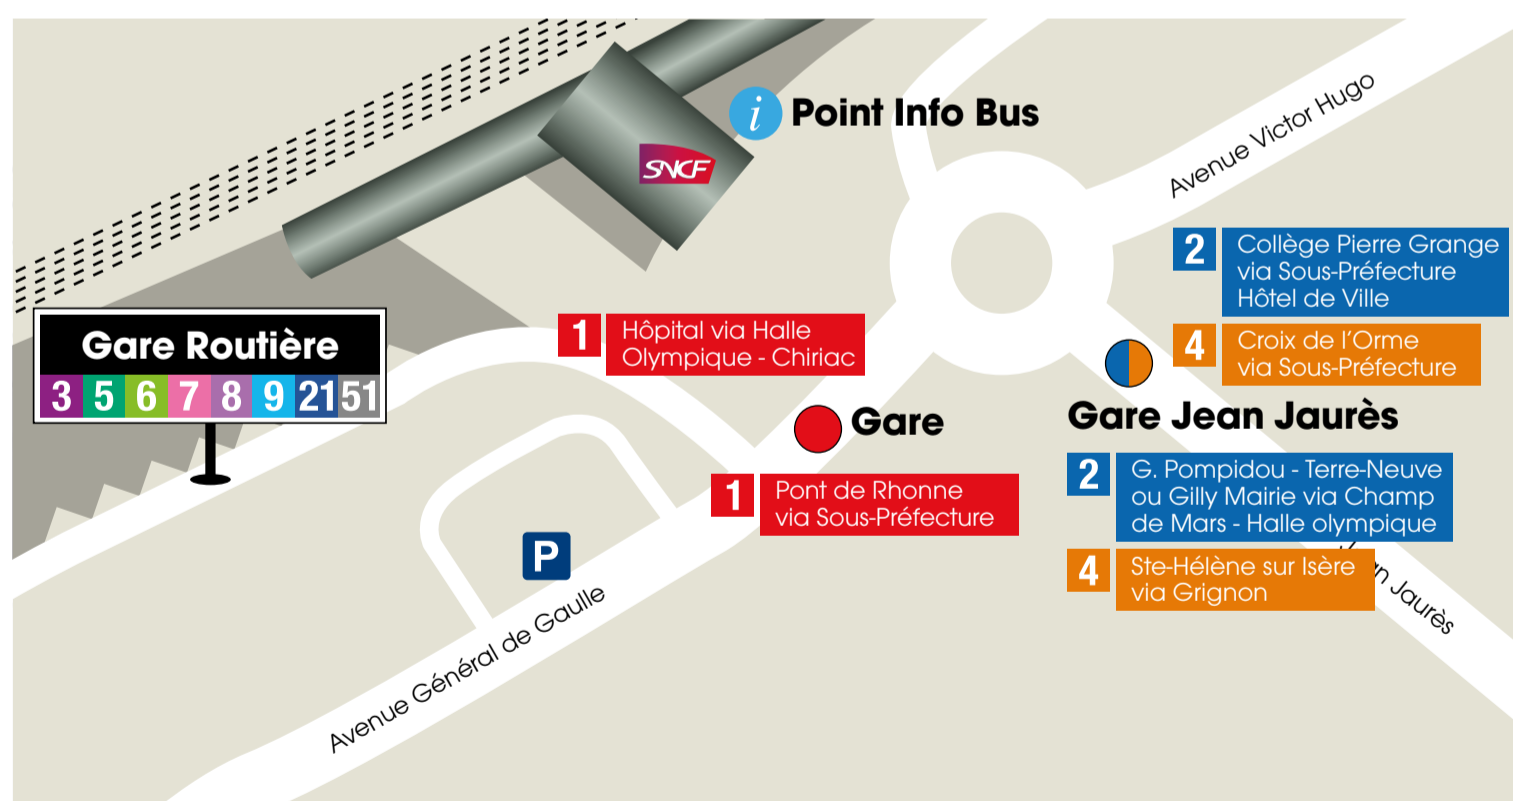 i Point Info Bus
SNCF
Avenue Victor Hugo
2 Collège Pierre Grange
via Sous-Préfecture
Hôtel de Ville
4 Croix de l'Orme
via Sous-Préfecture
Gare Routière
3 5 6 7 8 9 21 51
1 Hôpital via Halle
Olympique - Chiriac
Gare
1 Pont de Rhonne
via Sous-Préfecture
Gare Jean Jaurès
2 G. Pompidou - Terre-Neuve
ou Gilly Mairie via Champ
de Mars - Halle olympique
4 Ste-Hélène sur Isère
via Grignon
P
Avenue Général de Gaulle
Jaurès